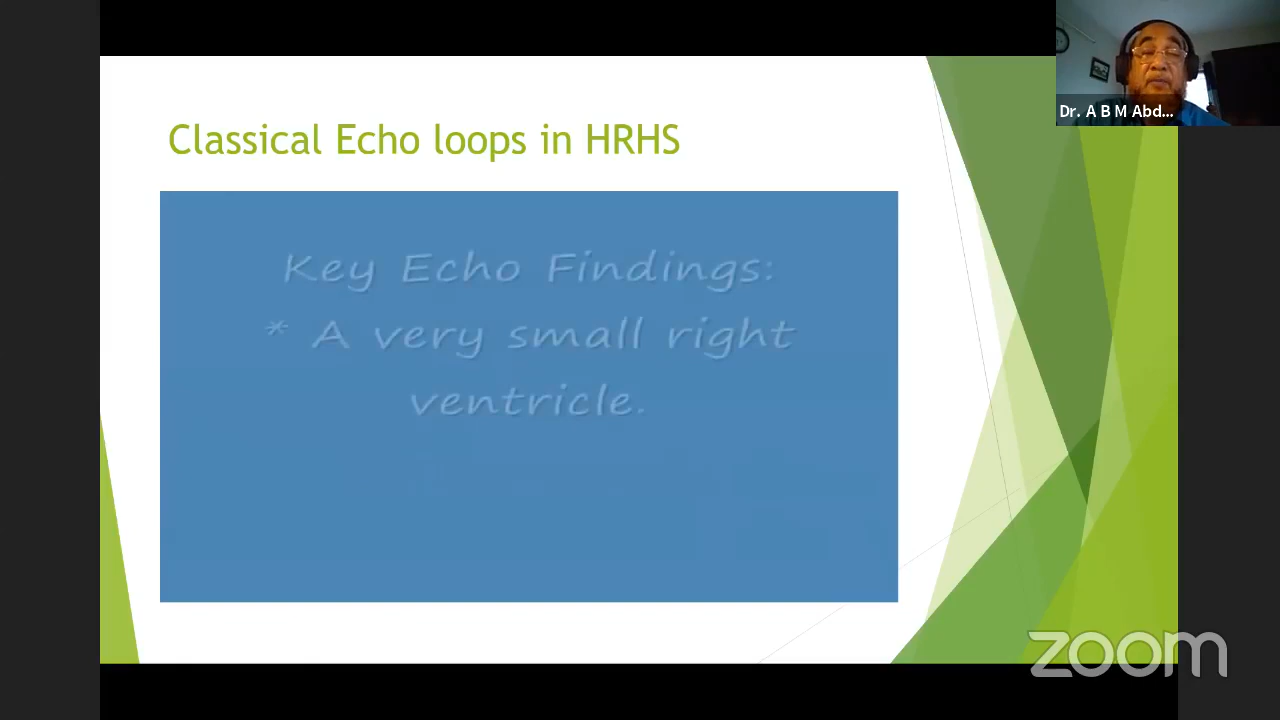 Dr. A B M Abd...
Classical Echo loops in HRHS
Key Echo Findings:
* A very small right
ventricle.
zoom